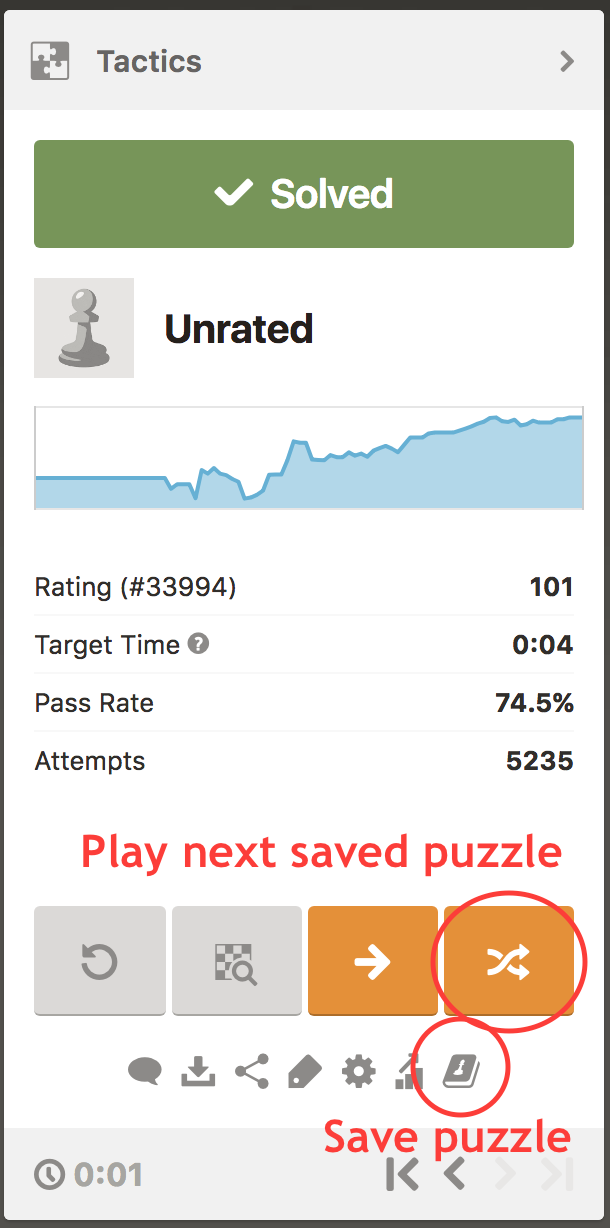 Tactics
Solved
Unrated
Rating (#33994) 101
Target Time ? 0:04
Pass Rate 74.5%
Attempts 5235
Play next saved puzzle
Save puzzle
0:01